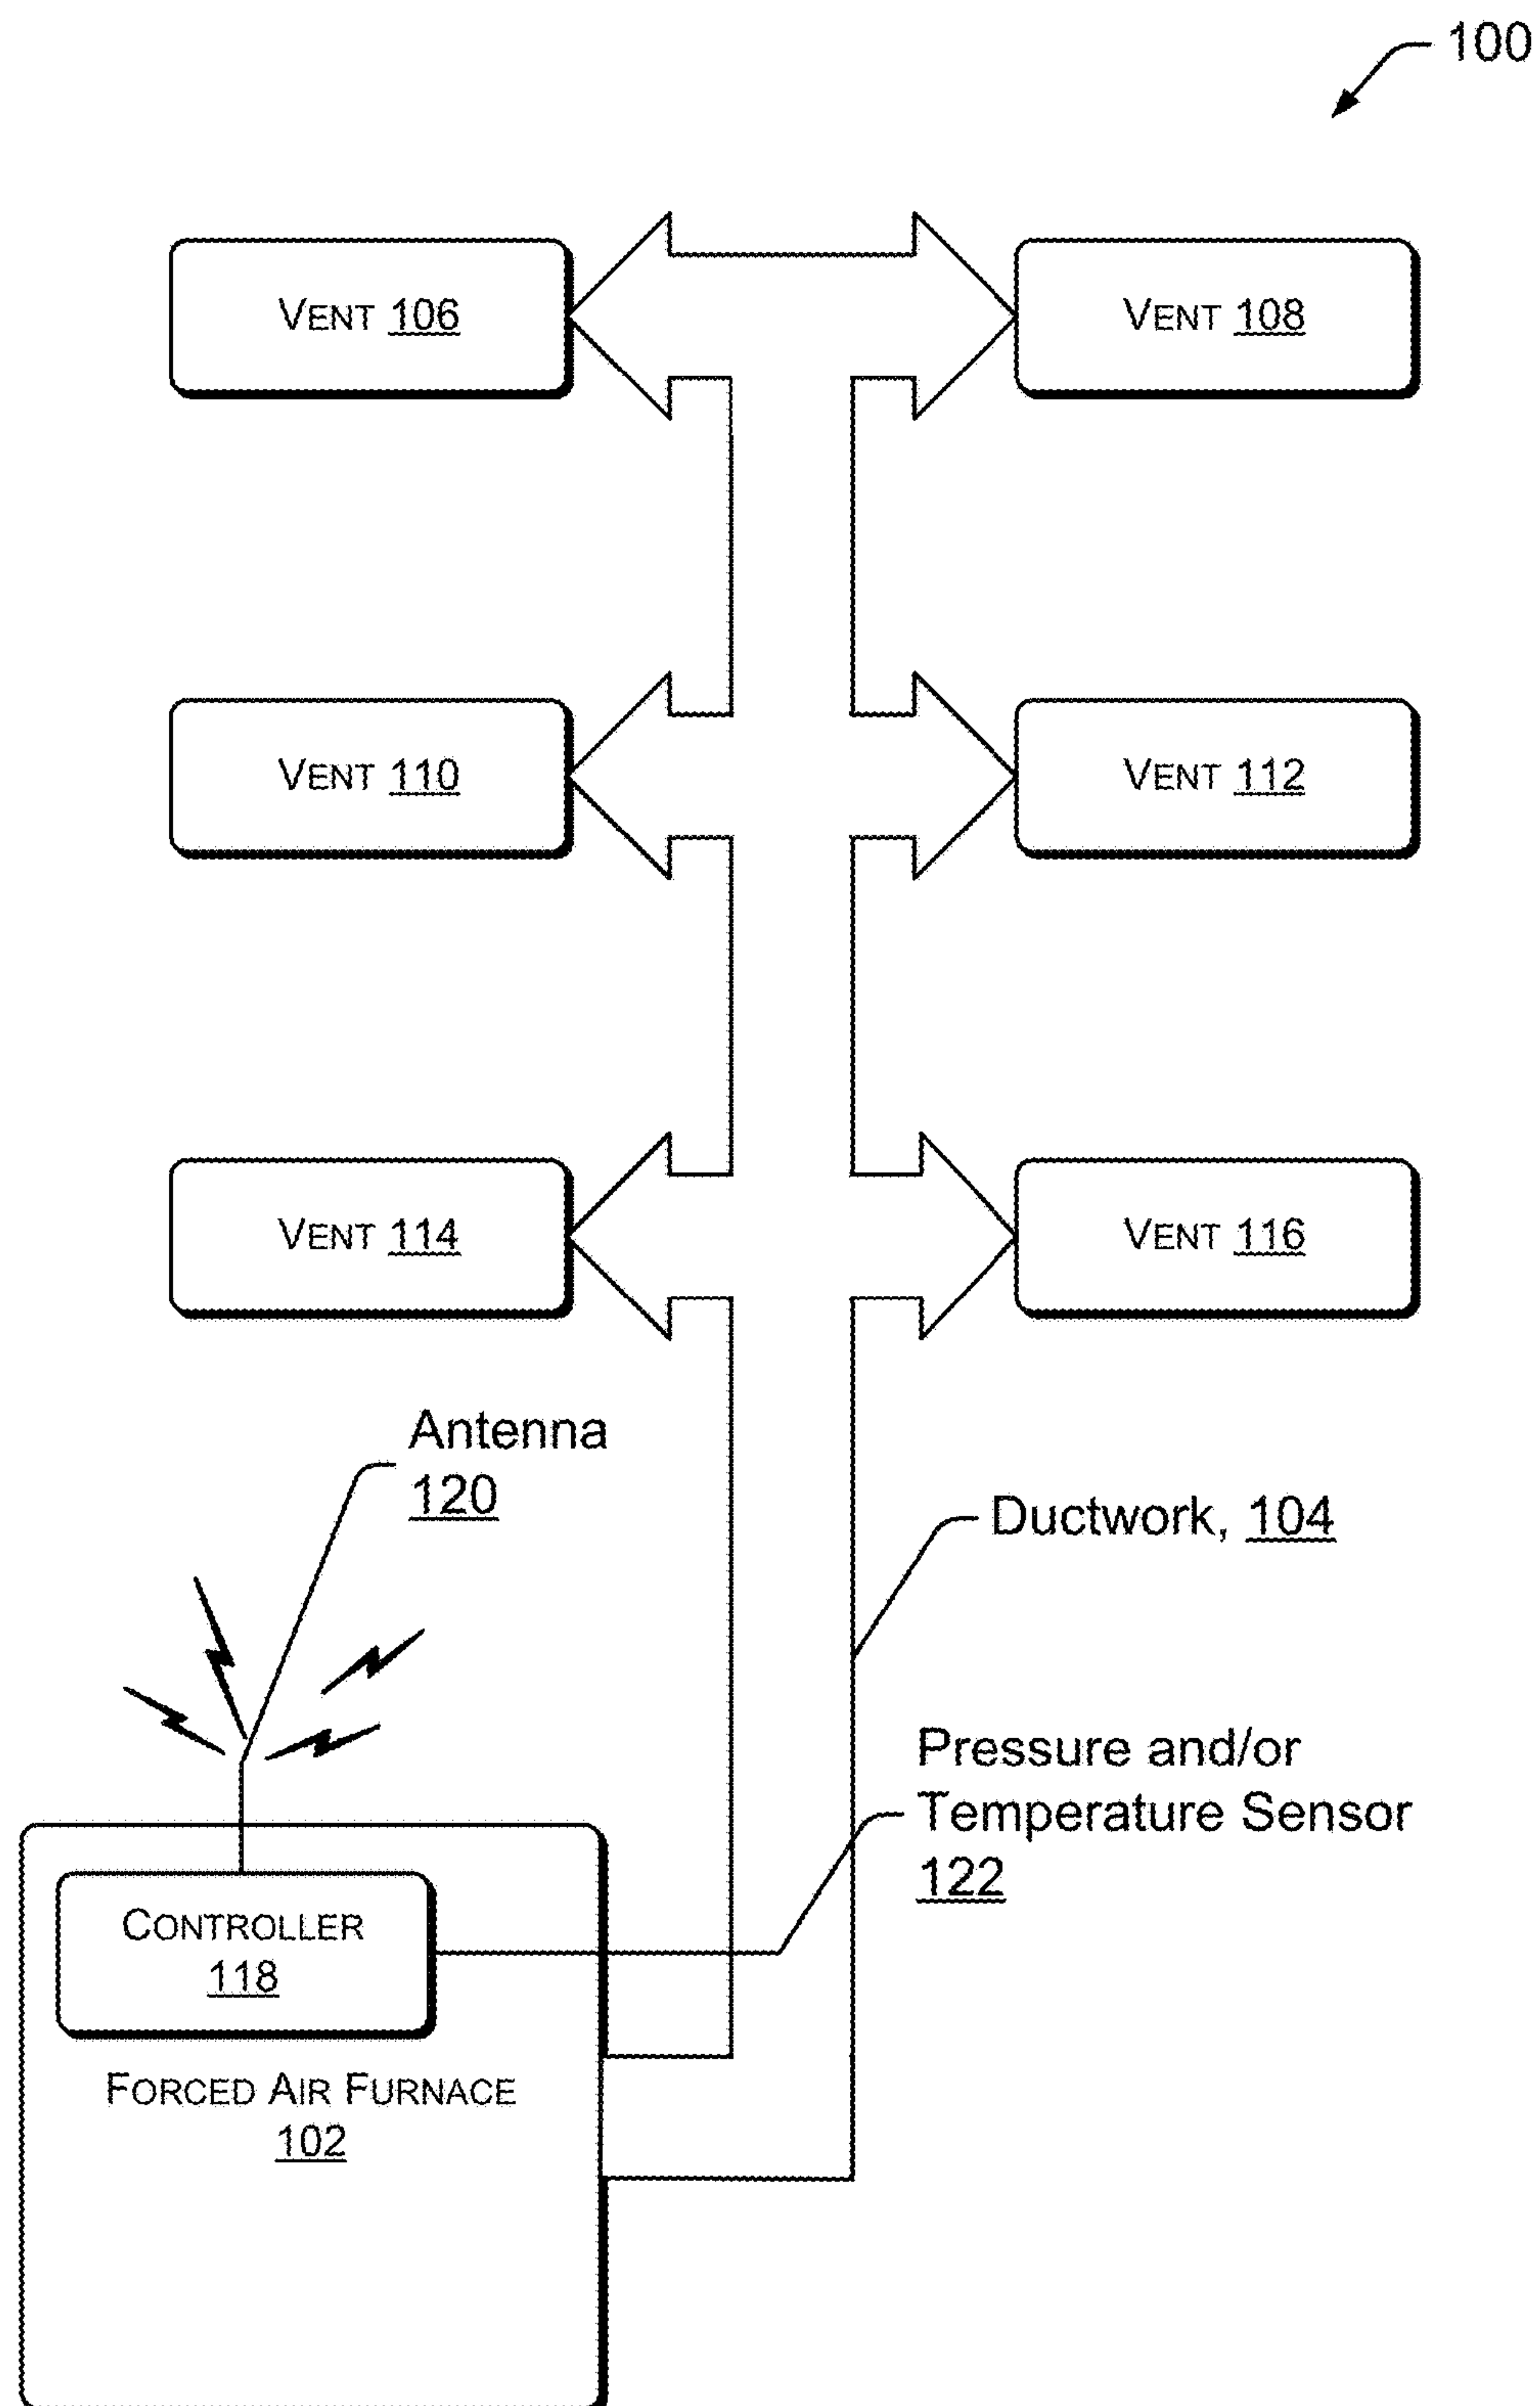 100
VENT 106
VENT 108
VENT 110
VENT 112
VENT 114
VENT 116
Antenna
120
Ductwork, 104
Pressure and/or
Temperature Sensor
122
CONTROLLER
118
FORCED AIR FURNACE
102